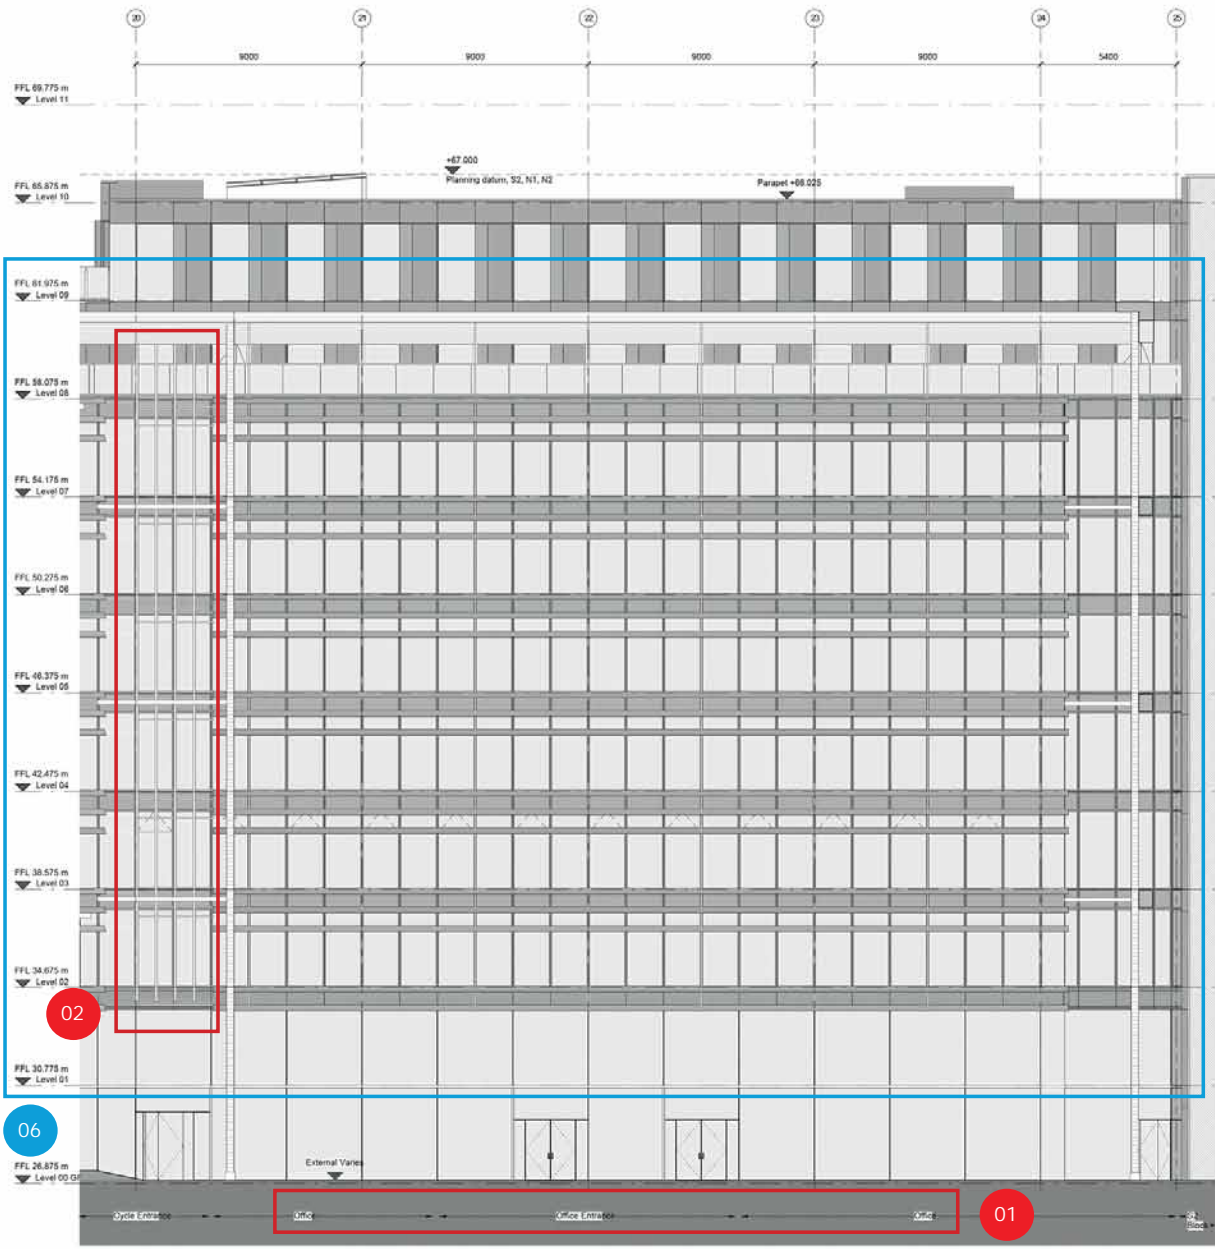 20 21 22 23 24 25
9000 9000 9000 9000 5400
FFL 69.775 m
Level 11
+67.000
Planning datum, S2, N1, N2
FFL 65.875 m
Level 10
Parapet +66.025
FFL 61.975 m
Level 09
FFL 58.075 m
Level 08
FFL 54.175 m
Level 07
FFL 50.275 m
Level 06
FFL 46.375 m
Level 05
FFL 42.475 m
Level 04
FFL 38.575 m
Level 03
FFL 34.675 m
Level 02
02
FFL 30.775 m
Level 01
06
External Varies
FFL 26.875 m
Level 00
Cycle Entrance Office Office Entrance Office
01
Block